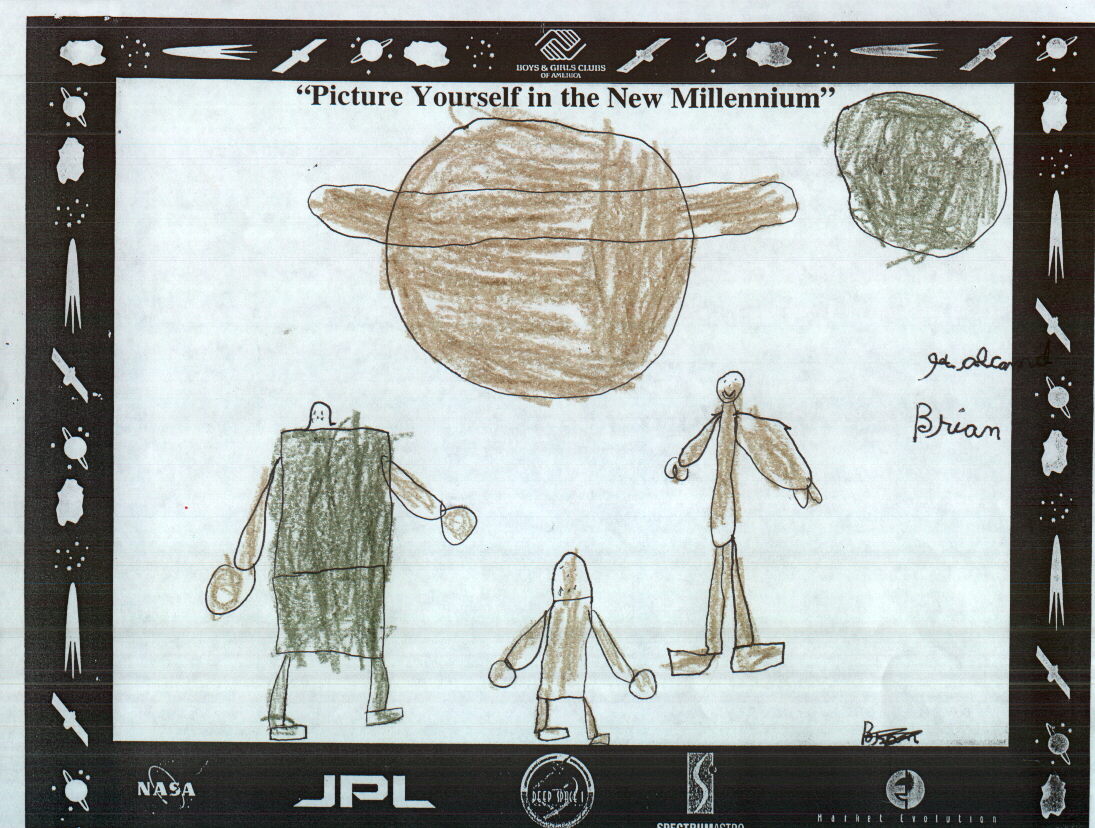 BOYS & GIRLS CLUBS
OF AMERICA
“Picture Yourself in the New Millennium”
Brian
Brian
NASA
JPL
DEEP SPACE 1
SPECTRUMASTRO
Market Evolution